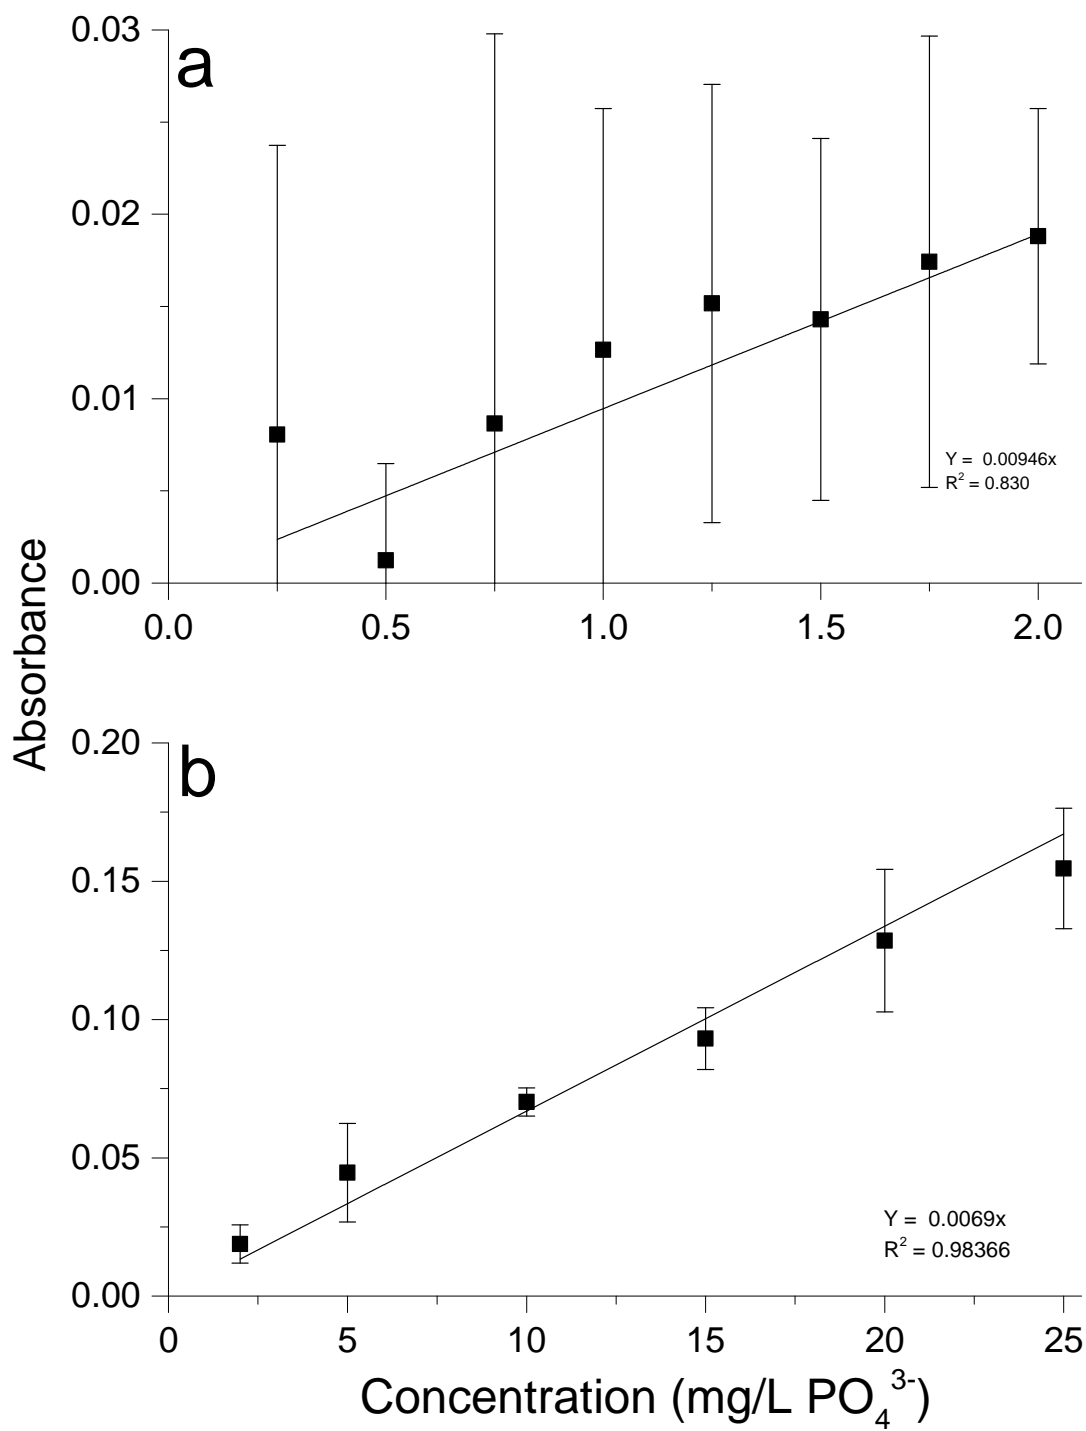 a
0.03
0.02
0.01
0.00
0.0 0.5 1.0 1.5 2.0
Y = 0.00946x
R² = 0.830
Absorbance
b
0.20
0.15
0.10
0.05
0.00
0 5 10 15 20 25
Y = 0.0069x
R² = 0.98366
Concentration (mg/L PO₄³⁻)